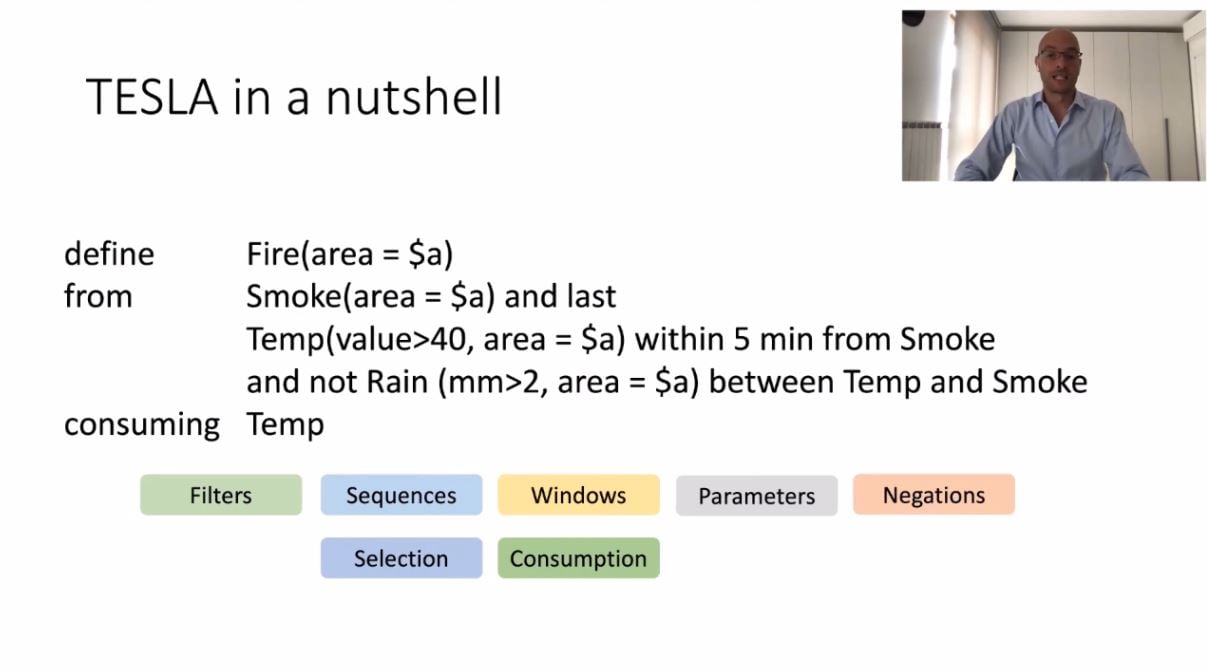 TESLA in a nutshell
define Fire(area = $a)
from Smoke(area = $a) and last
Temp(value>40, area = $a) within 5 min from Smoke
and not Rain (mm>2, area = $a) between Temp and Smoke
consuming Temp
Filters Sequences Windows Parameters Negations
Selection Consumption